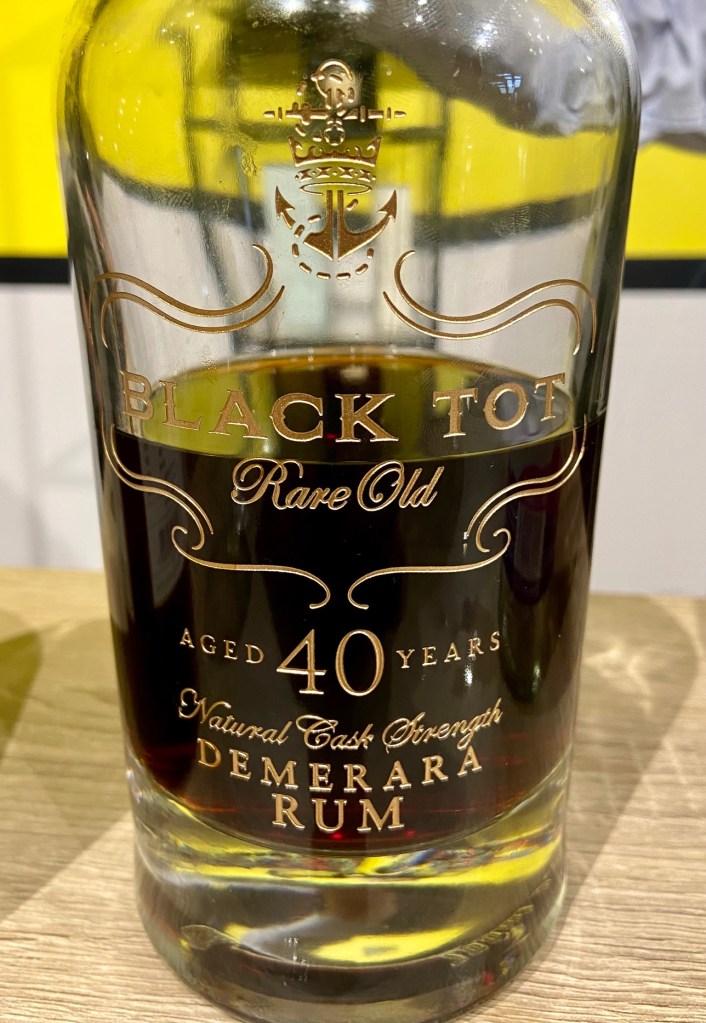 BLACK TOT
Rare Old
AGED 40 YEARS
Natural Cask Strength
DEMERARA
RUM